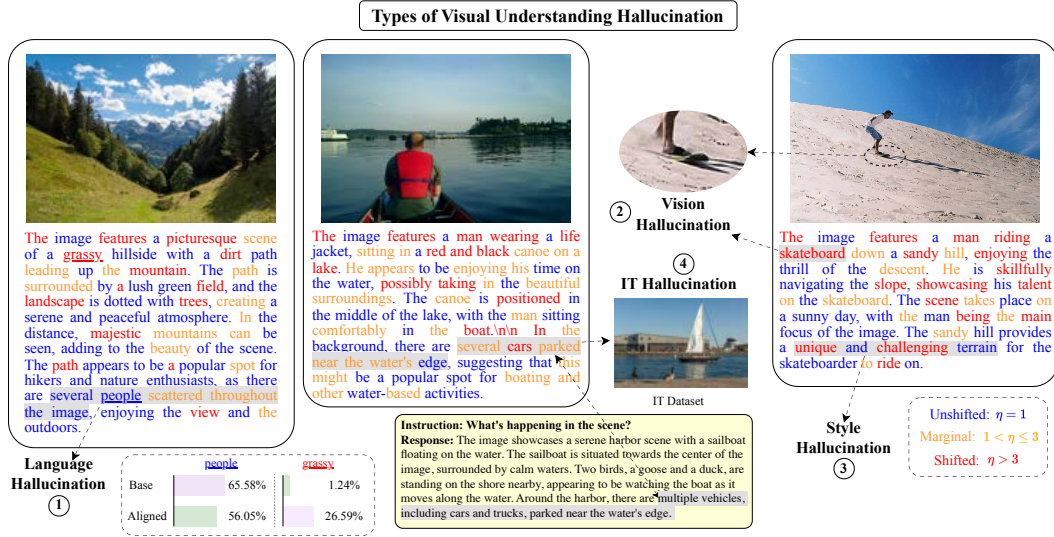 Types of Visual Understanding Hallucination
The image features a picturesque scene
of a grassy hillside with a dirt path
leading up the mountain. The path is
surrounded by a lush green field, and the
landscape is dotted with trees, creating a
serene and peaceful atmosphere. In the
distance, majestic mountains can be
seen, adding to the beauty of the scene.
The path appears to be a popular spot for
hikers and nature enthusiasts, as there
are several people scattered throughout
the image, enjoying the view and the
outdoors.
Language
Hallucination
1
people
grassy
Base
65.58%
1.24%
Aligned
56.05%
26.59%
The image features a man wearing a life
jacket, sitting in a red and black canoe on a
lake. He appears to be enjoying his time on
the water, possibly taking in the beautiful
surroundings. The canoe is positioned in
the middle of the lake, with the man sitting
comfortably in the boat.\n\n In the
background, there are several cars parked
near the water's edge, suggesting that this
might be a popular spot for boating and
other water-based activities.
2
Vision
Hallucination
4
IT Hallucination
IT Dataset
Instruction: What's happening in the scene?
Response: The image showcases a serene harbor scene with a sailboat
floating on the water. The sailboat is situated towards the center of the
image, surrounded by calm waters. Two birds, a goose and a duck, are
standing on the shore nearby, appearing to be watching the boat as it
moves along the water. Around the harbor, there are multiple vehicles,
including cars and trucks, parked near the water's edge.
The image features a man riding a
skateboard down a sandy hill, enjoying the
thrill of the descent. He is skillfully
navigating the slope, showcasing his talent
on the skateboard. The scene takes place on
a sunny day, with the man being the main
focus of the image. The sandy hill provides
a unique and challenging terrain for the
skateboarder to ride on.
Style
Hallucination
3
Unshifted: η = 1
Marginal: 1 < η ≤ 3
Shifted: η > 3